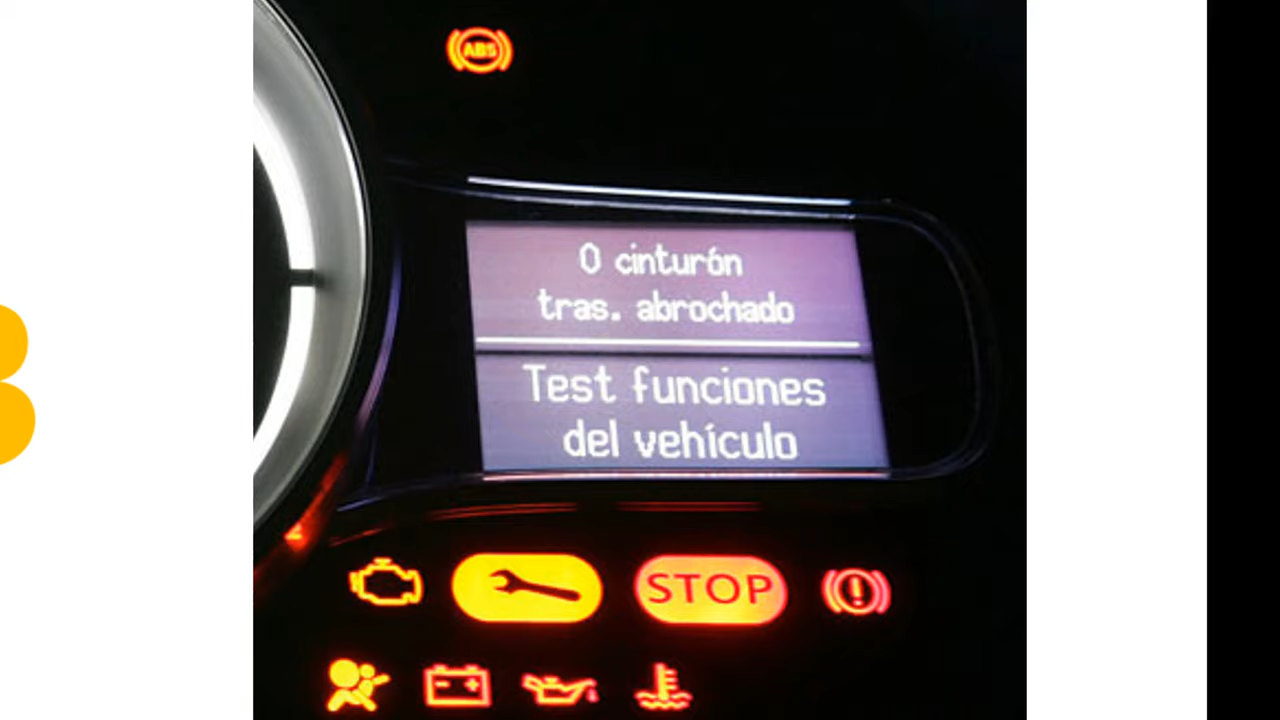 ABS
0 cinturón
tras. abrochado
Test funciones
del vehículo
STOP